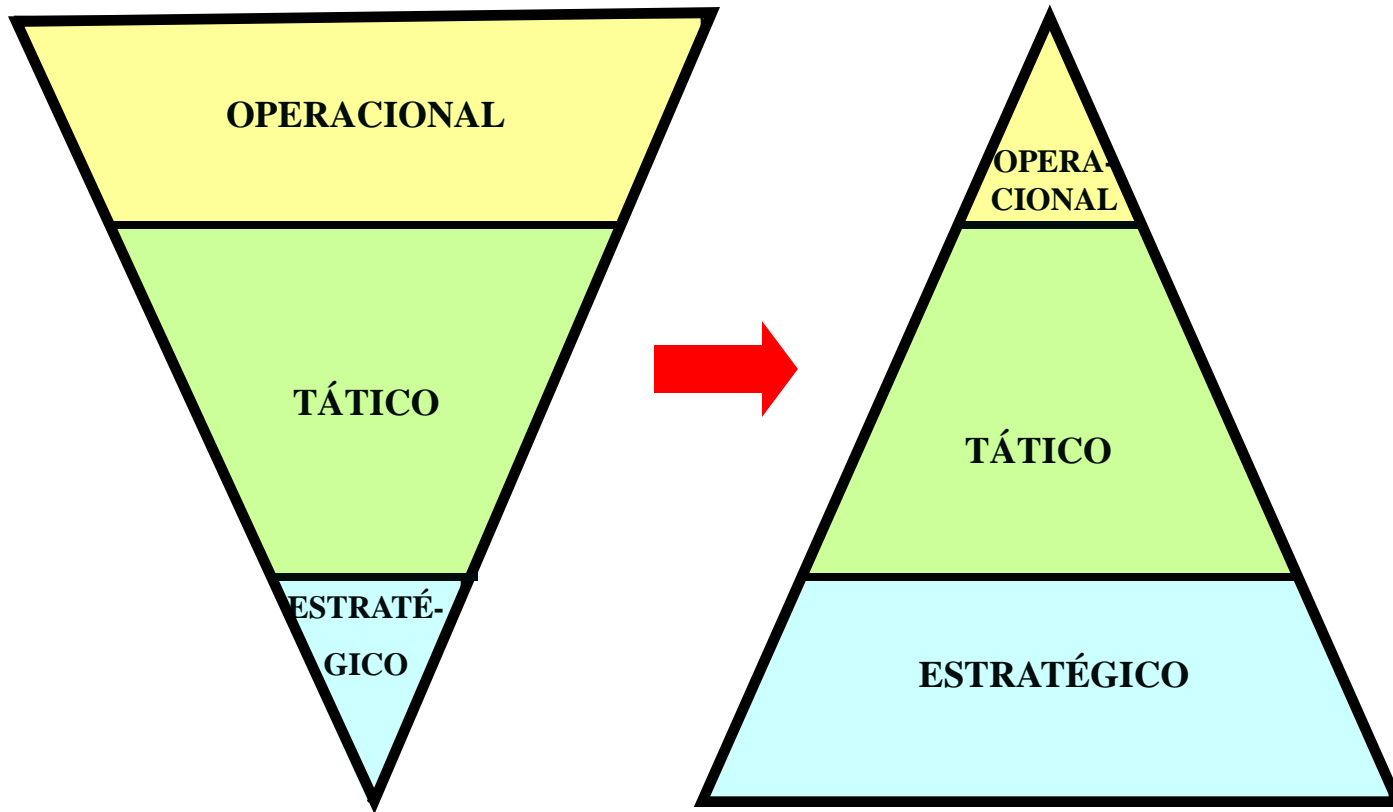 OPERACIONAL
TÁTICO
ESTRATÉ-
GICO
OPERA-
CIONAL
TÁTICO
ESTRATÉGICO